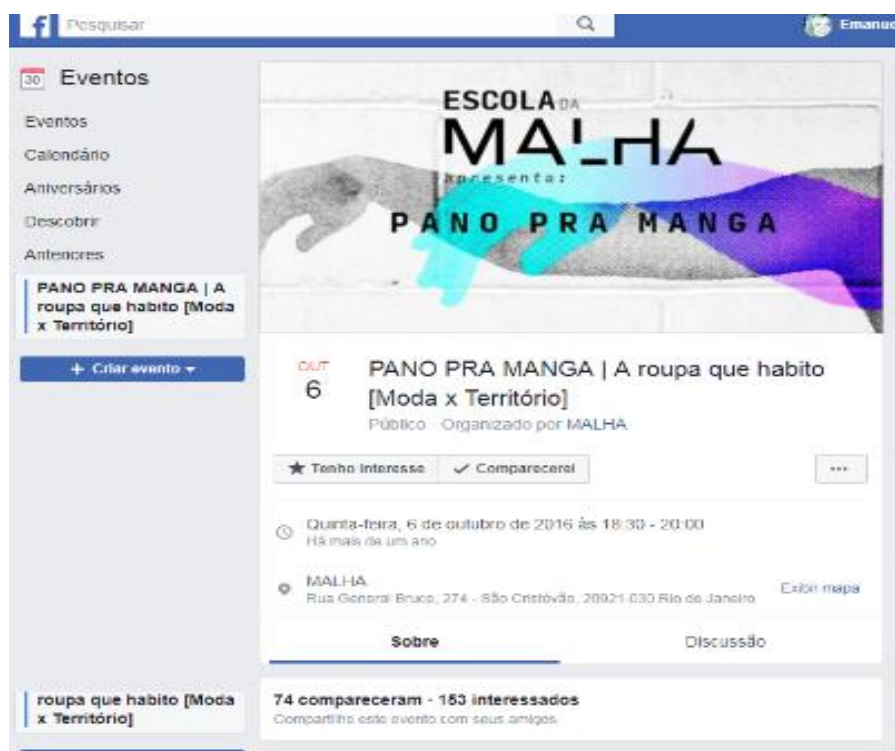 f Pesquisar
Emanue
30 Eventos
Eventos
Calendário
Aniversários
Descobrir
Anteriores
PANO PRA MANGA | A
roupa que habito [Moda
x Território]
+ Criar evento
ESCOLA DA
MALHA
apresenta:
PANO PRA MANGA
OUT
6
PANO PRA MANGA | A roupa que habito
[Moda x Território]
Público · Organizado por MALHA
Tenho interesse
Comparecerei
Quinta-feira, 6 de outubro de 2016 às 18:30 - 20:00
Há mais de um ano
MALHA
Rua General Bruce, 274 - São Cristóvão, 20921-030 Rio de Janeiro
Exibir mapa
Sobre
Discussão
roupa que habito [Moda
x Território]
74 compareceram - 153 interessados
Compartilhe este evento com seus amigos